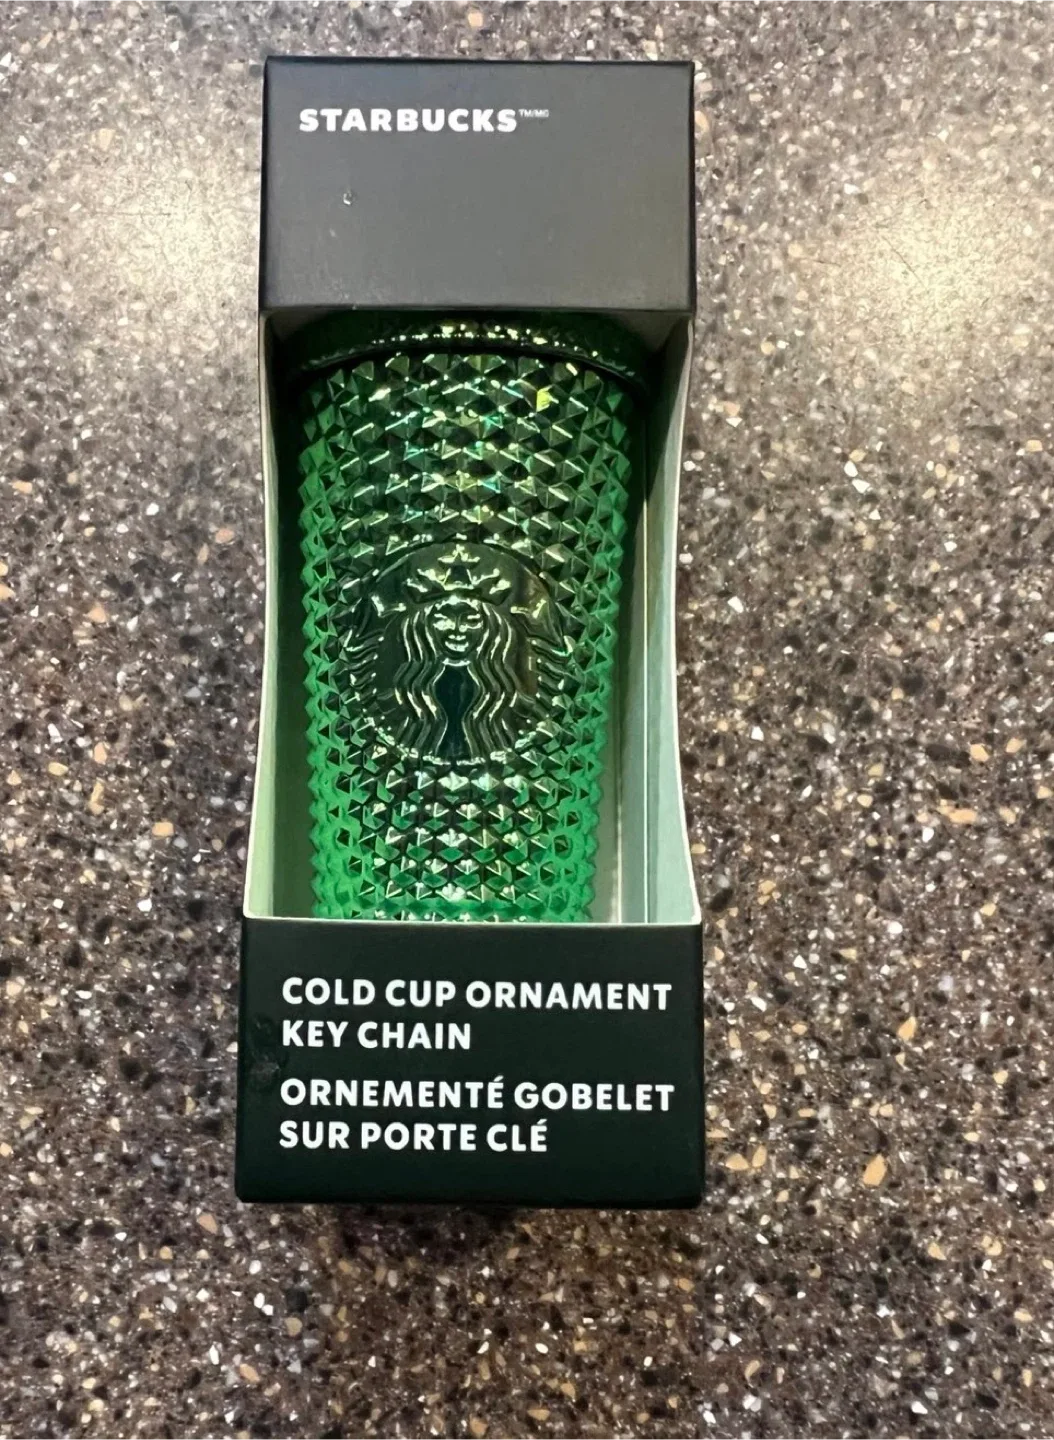 STARBUCKS™/MC
COLD CUP ORNAMENT
KEY CHAIN
ORNEMENTÉ GOBELET
SUR PORTE CLÉ